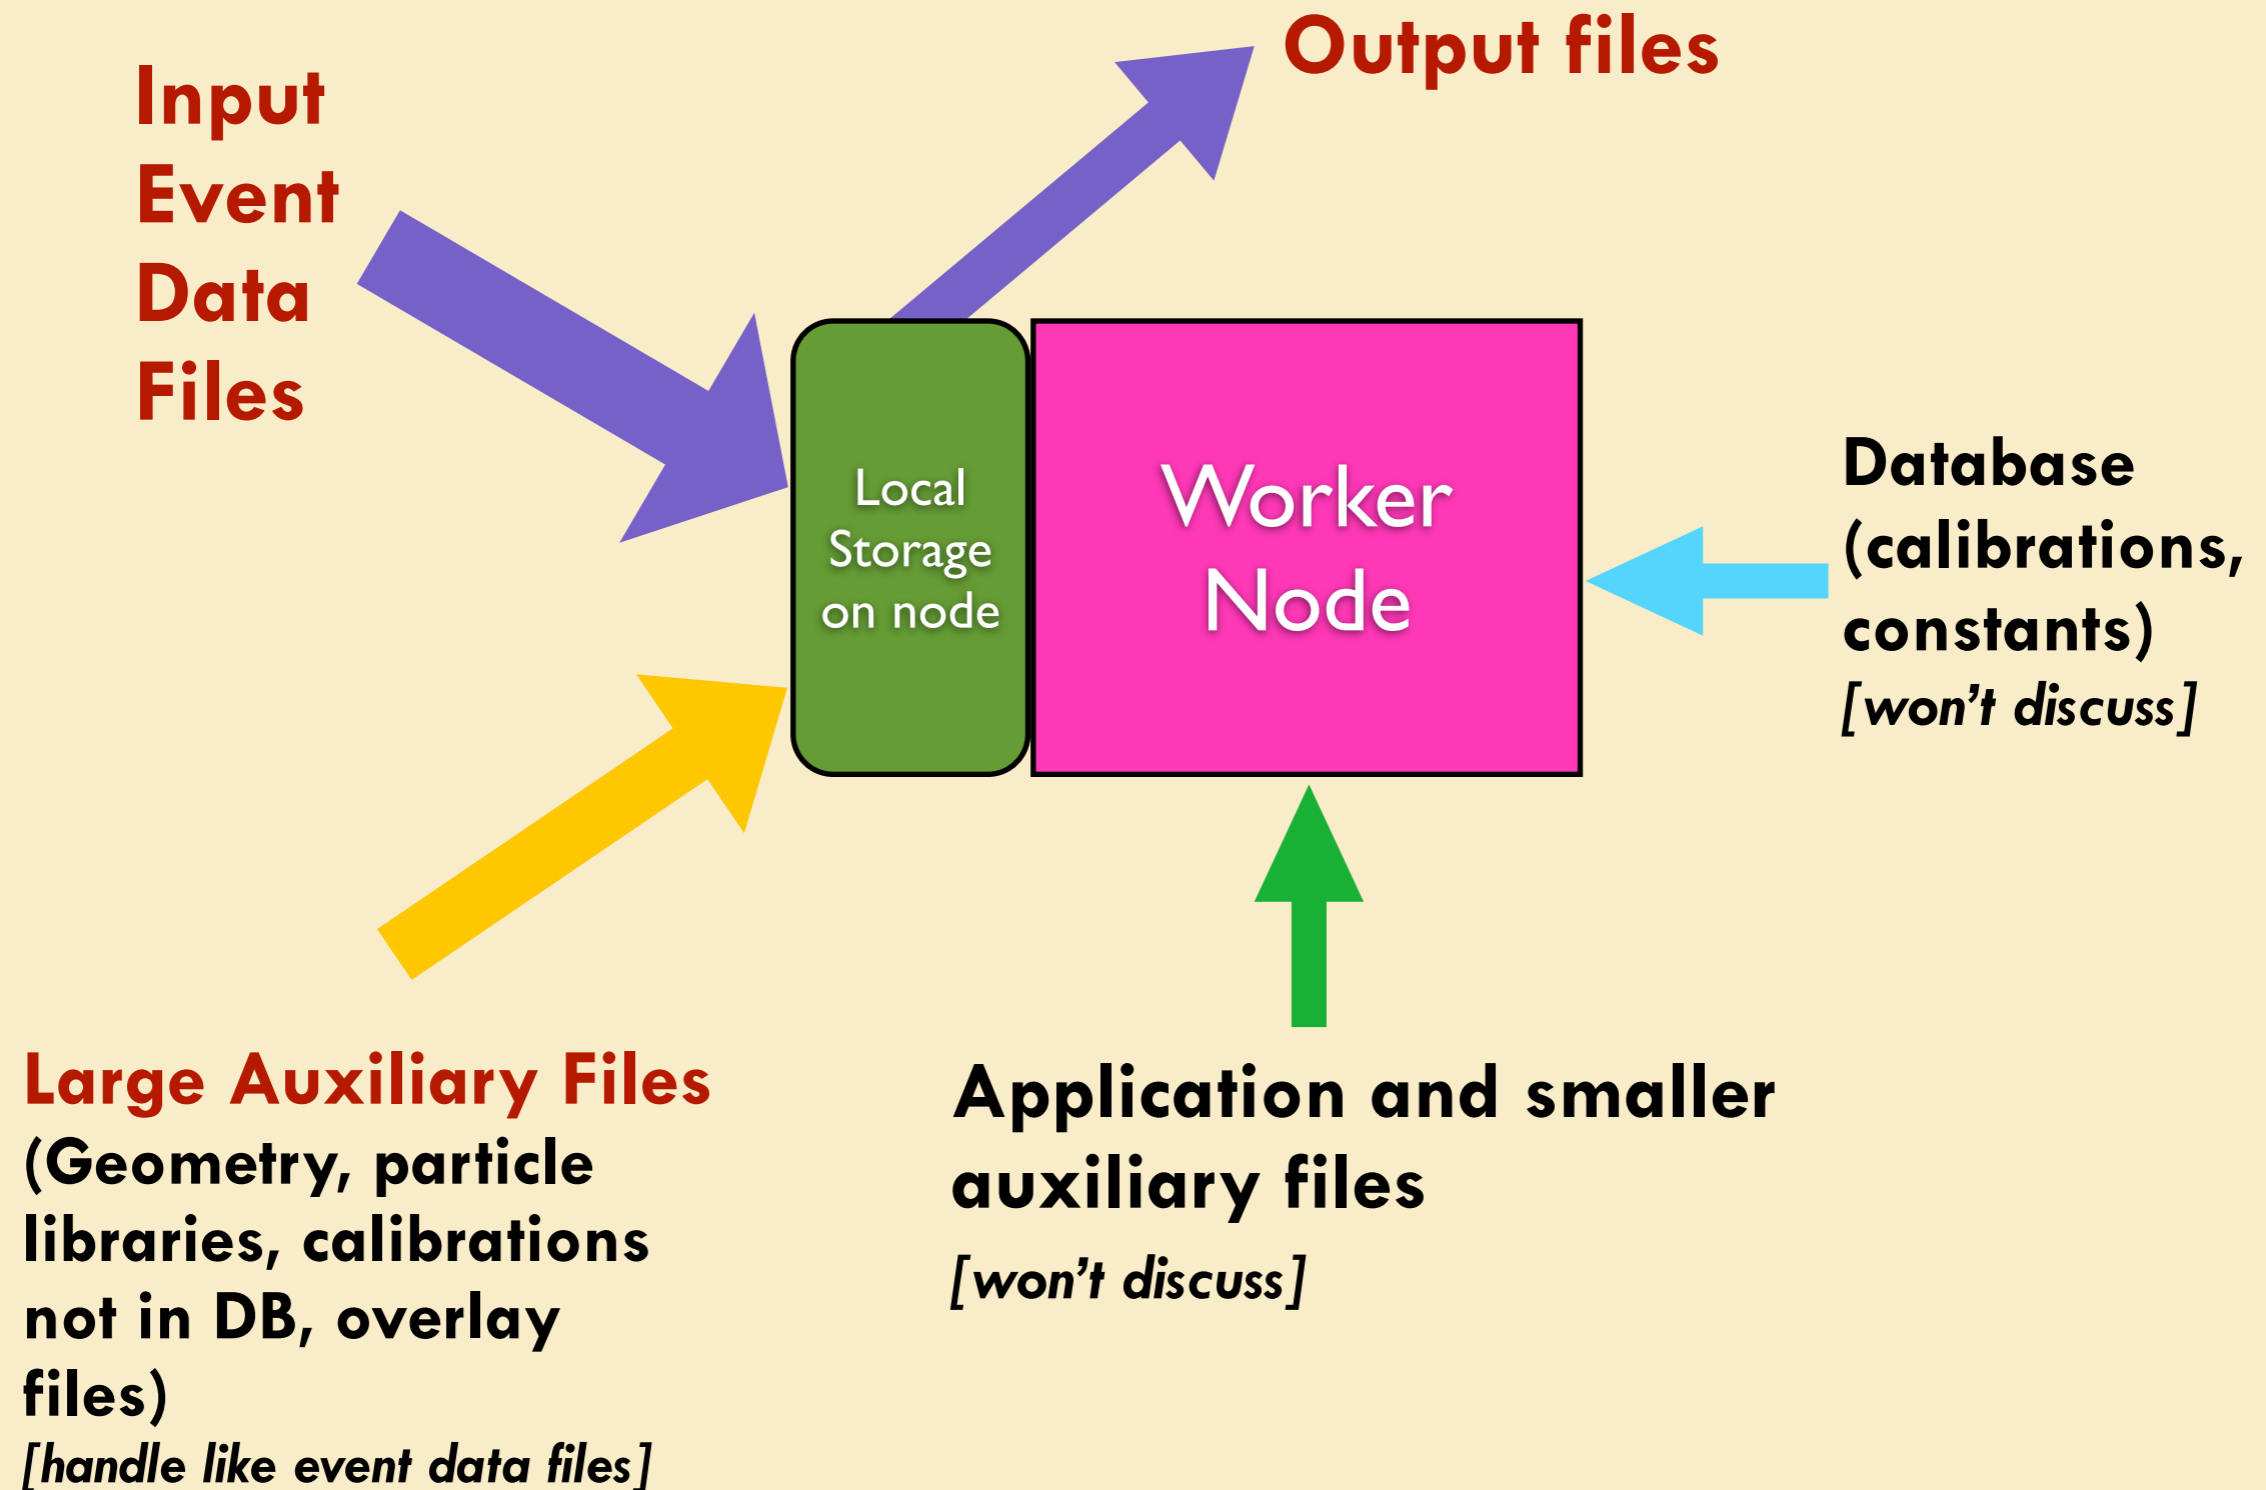 Output files
Input
Event
Data
Files
Local
Storage
on node
Worker
Node
Database
(calibrations,
constants)
[won’t discuss]
Large Auxiliary Files
(Geometry, particle
libraries, calibrations
not in DB, overlay
files)
[handle like event data files]
Application and smaller
auxiliary files
[won’t discuss]